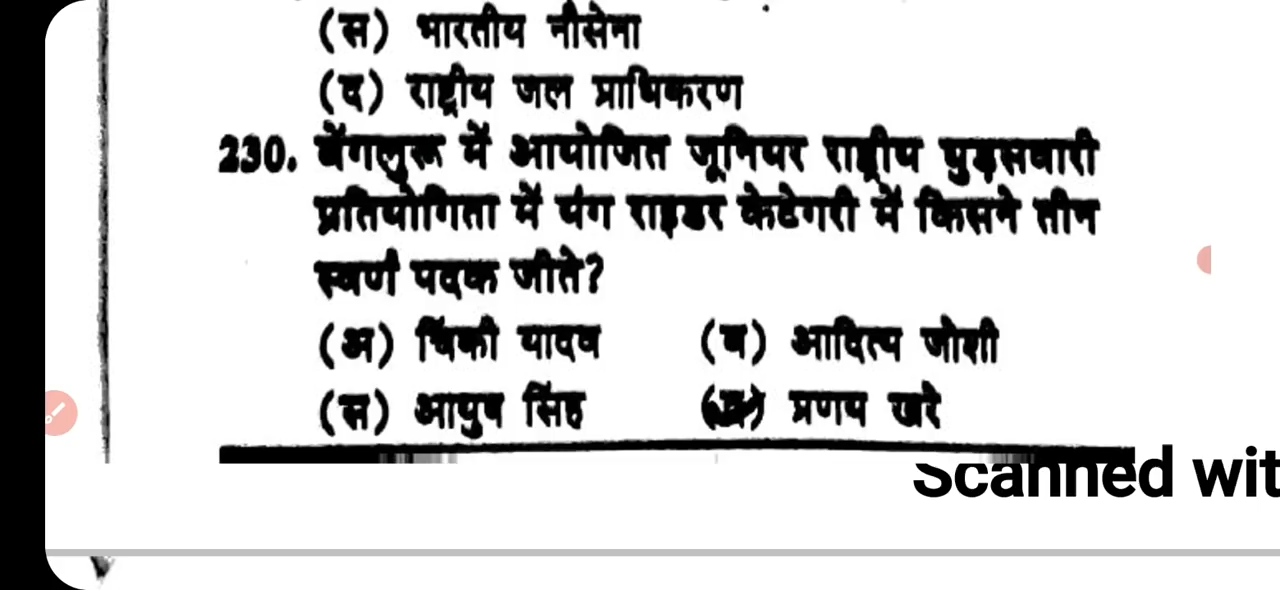 (स) भारतीय नौसेना
(द) राष्ट्रीय जल प्राधिकरण
230. बेंगलुरू में आयोजित जूनियर राष्ट्रीय घुड़सवारी
प्रतियोगिता में यंग राइडर केटेगरी में किसने तीन
स्वर्ण पदक जीते?
(अ) चिंकी यादव (ब) आदित्य जोशी
(स) आयुष सिंह (द) प्रणय खरे
Scanned wit